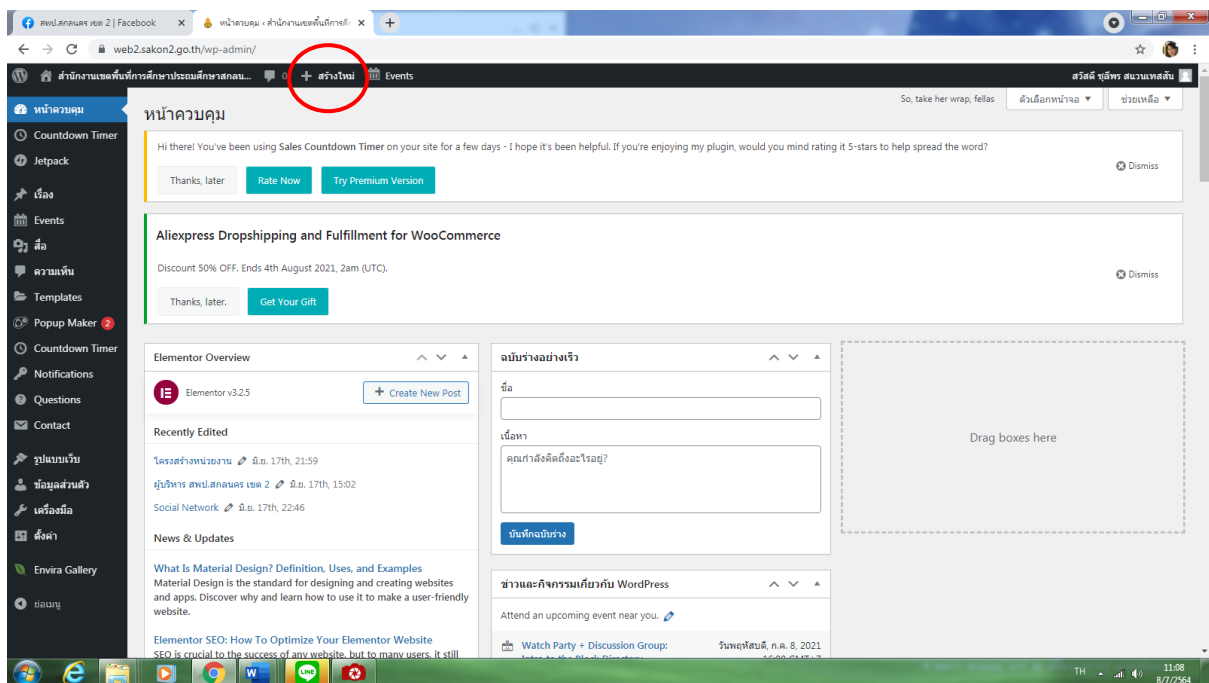 สพป.สกลนคร เขต 2 | Facebook
หน้าควบคุม ‹ สำนักงานเขตพื้นที่การศึ
web2.sakon2.go.th/wp-admin/
สำนักงานเขตพื้นที่การศึกษาประถมศึกษาสกลน... 0 + สร้างใหม่ Events
สวัสดี ชุลีพร สแวนเทสสัน
หน้าควบคุม
Countdown Timer
Jetpack
เรื่อง
Events
สื่อ
ความเห็น
Templates
Popup Maker 2
Countdown Timer
Notifications
Questions
Contact
รูปแบบเว็บ
ข้อมูลส่วนตัว
เครื่องมือ
ตั้งค่า
Envira Gallery
ย่อเมนู
So, take her wrap, fellas
ตัวเลือกหน้าจอ
ช่วยเหลือ
หน้าควบคุม
Hi there! You've been using Sales Countdown Timer on your site for a few days - I hope it's been helpful. If you're enjoying my plugin, would you mind rating it 5-stars to help spread the word?
Dismiss
Thanks, later Rate Now Try Premium Version
Aliexpress Dropshipping and Fulfillment for WooCommerce
Discount 50% OFF. Ends 4th August 2021, 2am (UTC).
Dismiss
Thanks, later. Get Your Gift
Elementor Overview
Elementor v3.2.5
+ Create New Post
Recently Edited
โครงสร้างหน่วยงาน มิ.ย. 17th, 21:59
ผู้บริหาร สพป.สกลนคร เขต 2 มิ.ย. 17th, 15:02
Social Network มิ.ย. 17th, 22:46
News & Updates
What Is Material Design? Definition, Uses, and Examples
Material Design is the standard for designing and creating websites
and apps. Discover why and learn how to use it to make a user-friendly
website.
Elementor SEO: How To Optimize Your Elementor Website
SEO is crucial to the success of any website, but to many users, it still
ฉบับร่างอย่างเร็ว
ชื่อ
เนื้อหา
คุณกำลังคิดถึงอะไรอยู่?
บันทึกฉบับร่าง
ข่าวและกิจกรรมเกี่ยวกับ WordPress
Attend an upcoming event near you.
Watch Party + Discussion Group: วันพฤหัสบดี, ก.ค. 8, 2021
Intro to the Block Directory 16:00 GMT+7
Drag boxes here
TH
11:08
8/7/2564